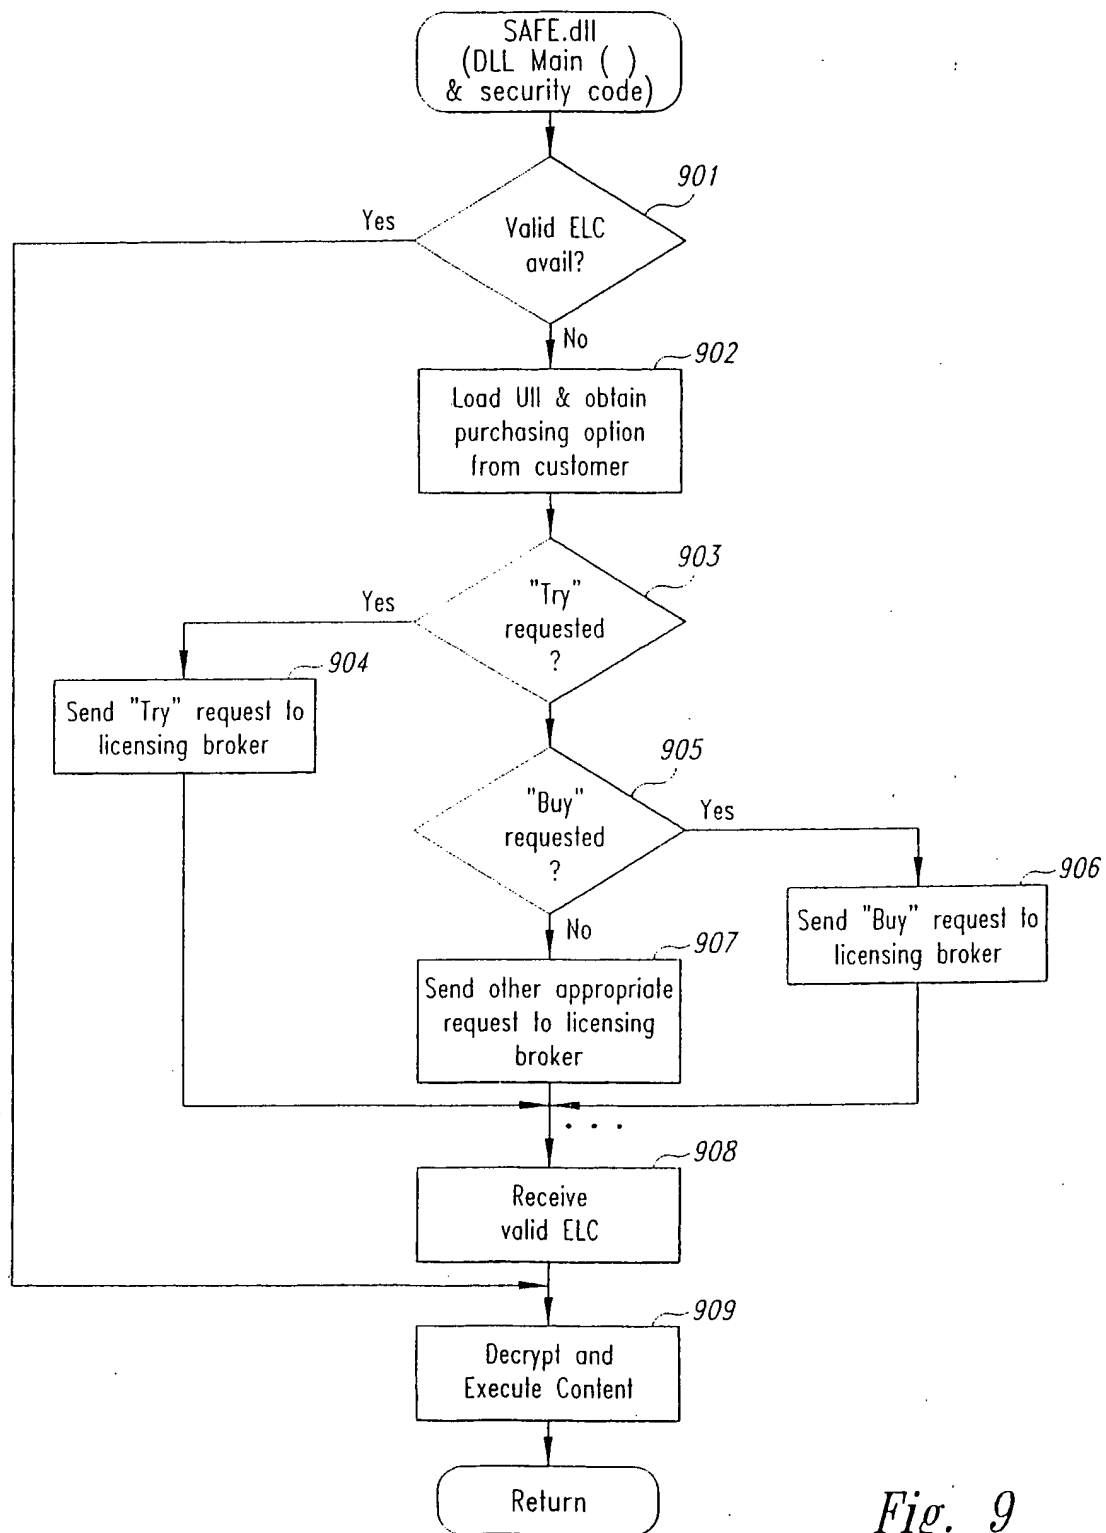 SAFE.dll
(DLL Main ( )
& security code)
901
Yes
Valid ELC
avail?
No
902
Load UII & obtain
purchasing option
from customer
903
Yes
"Try"
requested
?
904
Send "Try" request to
licensing broker
905
"Buy"
requested
?
Yes
906
Send "Buy" request to
licensing broker
No
907
Send other appropriate
request to licensing
broker
. . .
908
Receive
valid ELC
909
Decrypt and
Execute Content
Return
Fig. 9